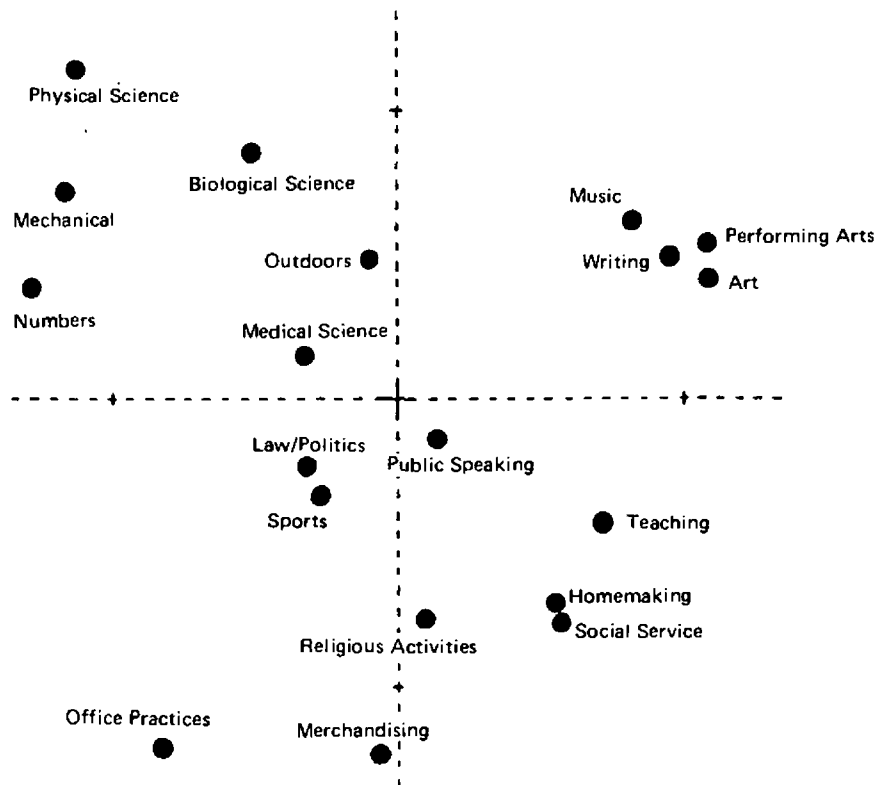 Physical Science
Biological Science
Mechanical
Music
Performing Arts
Outdoors
Writing
Art
Numbers
Medical Science
Law/Politics
Public Speaking
Sports
Teaching
Homemaking
Social Service
Religious Activities
Office Practices
Merchandising